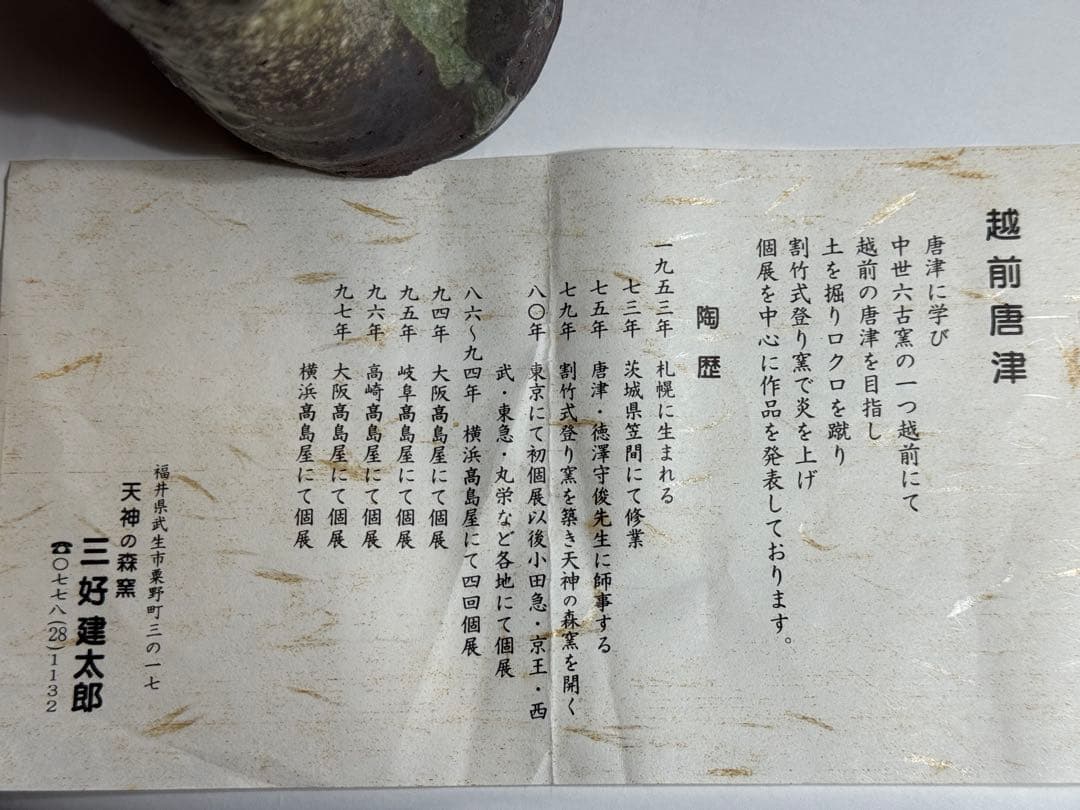 越前唐津
唐津に学び
中世六古窯の一つ越前にて
越前の唐津を目指し
土を掘りロクロを蹴り
割竹式登り窯で炎を上げ
個展を中心に作品を発表しております。
陶歴
一九五三年 札幌に生まれる
七三年 茨城県笠間にて修業
七五年 唐津・徳澤守俊先生に師事する
七九年 割竹式登り窯を築き天神の森窯を開く
八〇年 東京にて初個展以後小田急・京王・西
武・東急・丸栄など各地にて個展
八六〜九四年 横浜髙島屋にて四回個展
九四年 大阪髙島屋にて個展
九五年 岐阜髙島屋にて個展
九六年 高崎髙島屋にて個展
九七年 大阪髙島屋にて個展
横浜髙島屋にて個展
福井県武生市粟野町三の一七
天神の森窯
三好建太郎
☎〇七七八(28)1132